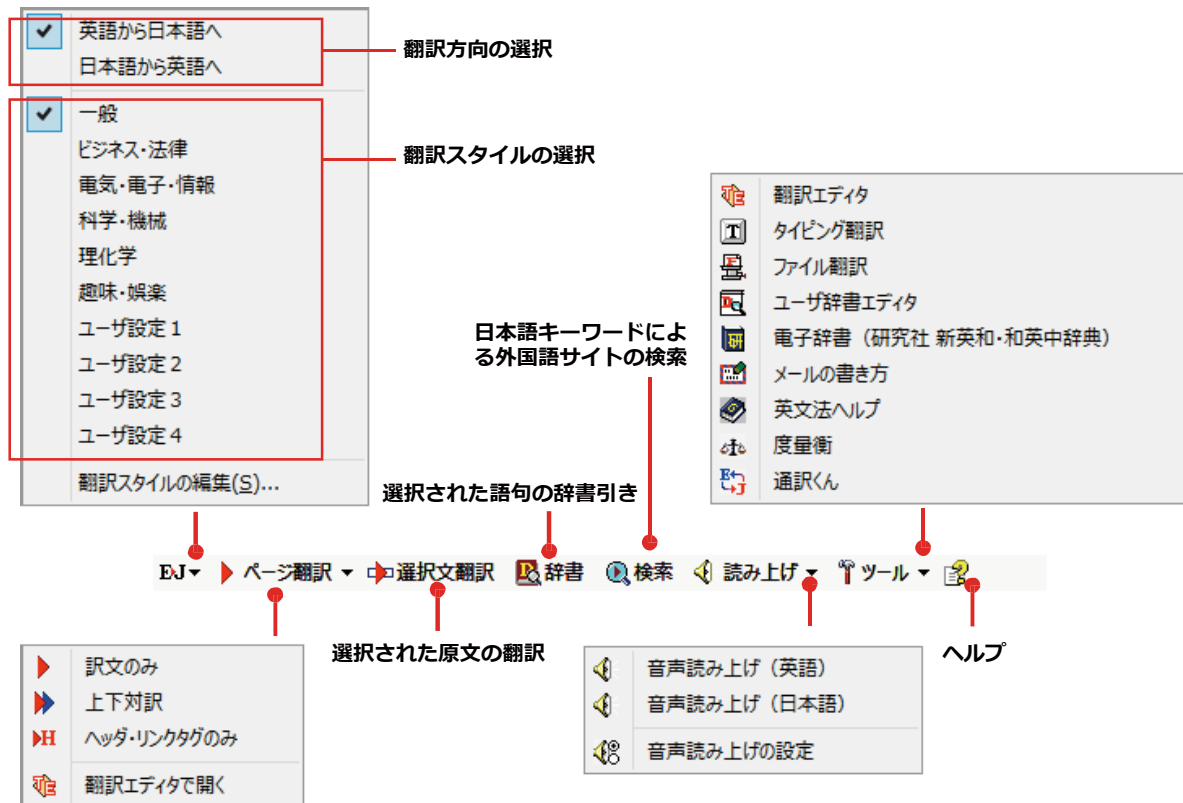 英語から日本語へ
日本語から英語へ
翻訳方向の選択
一般
ビジネス・法律
電気・電子・情報
科学・機械
理化学
趣味・娯楽
ユーザ設定1
ユーザ設定2
ユーザ設定3
ユーザ設定4
翻訳スタイルの編集(S)...
翻訳スタイルの選択
翻訳エディタ
タイピング翻訳
ファイル翻訳
ユーザ辞書エディタ
電子辞書（研究社 新英和・和英中辞典）
メールの書き方
英文法ヘルプ
度量衡
通訳くん
日本語キーワードによ
る外国語サイトの検索
選択された語句の辞書引き
EJ ページ翻訳 選択文翻訳 辞書 検索 読み上げ ツール
選択された原文の翻訳
ヘルプ
訳文のみ
上下対訳
ヘッダ・リンクタグのみ
翻訳エディタで開く
音声読み上げ（英語）
音声読み上げ（日本語）
音声読み上げの設定